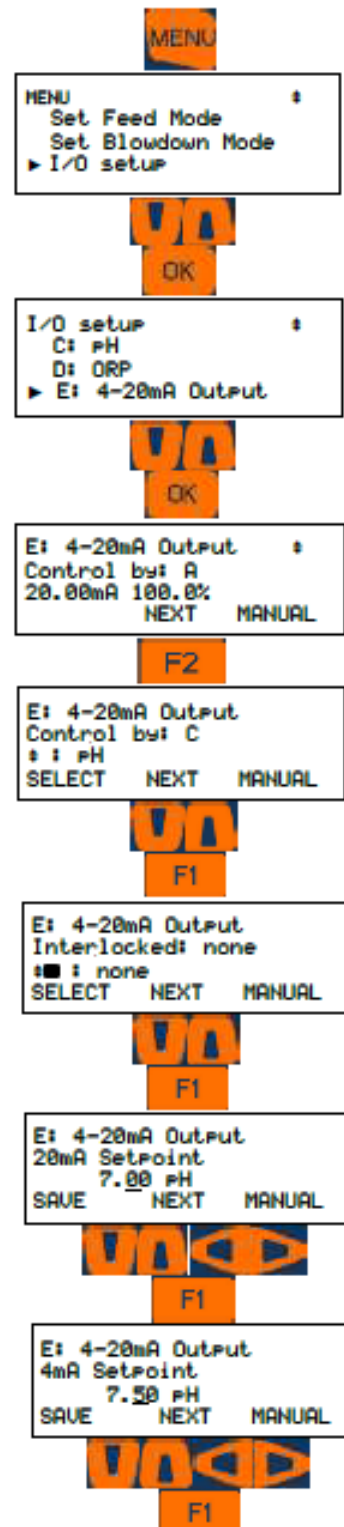 MENU
MENU ⬍
Set Feed Mode
Set Blowdown Mode
► I/O setup
OK
I/O setup ⬍
C: pH
D: ORP
► E: 4-20mA Output
OK
E: 4-20mA Output ⬍
Control by: A
20.00mA 100.0%
NEXT MANUAL
F2
E: 4-20mA Output
Control by: C
⬍ : pH
SELECT NEXT MANUAL
F1
E: 4-20mA Output
Interlocked: none
⬍■ : none
SELECT NEXT MANUAL
F1
E: 4-20mA Output
20mA Setpoint
7.00 pH
SAVE NEXT MANUAL
F1
E: 4-20mA Output
4mA Setpoint
7.50 pH
SAVE NEXT MANUAL
F1